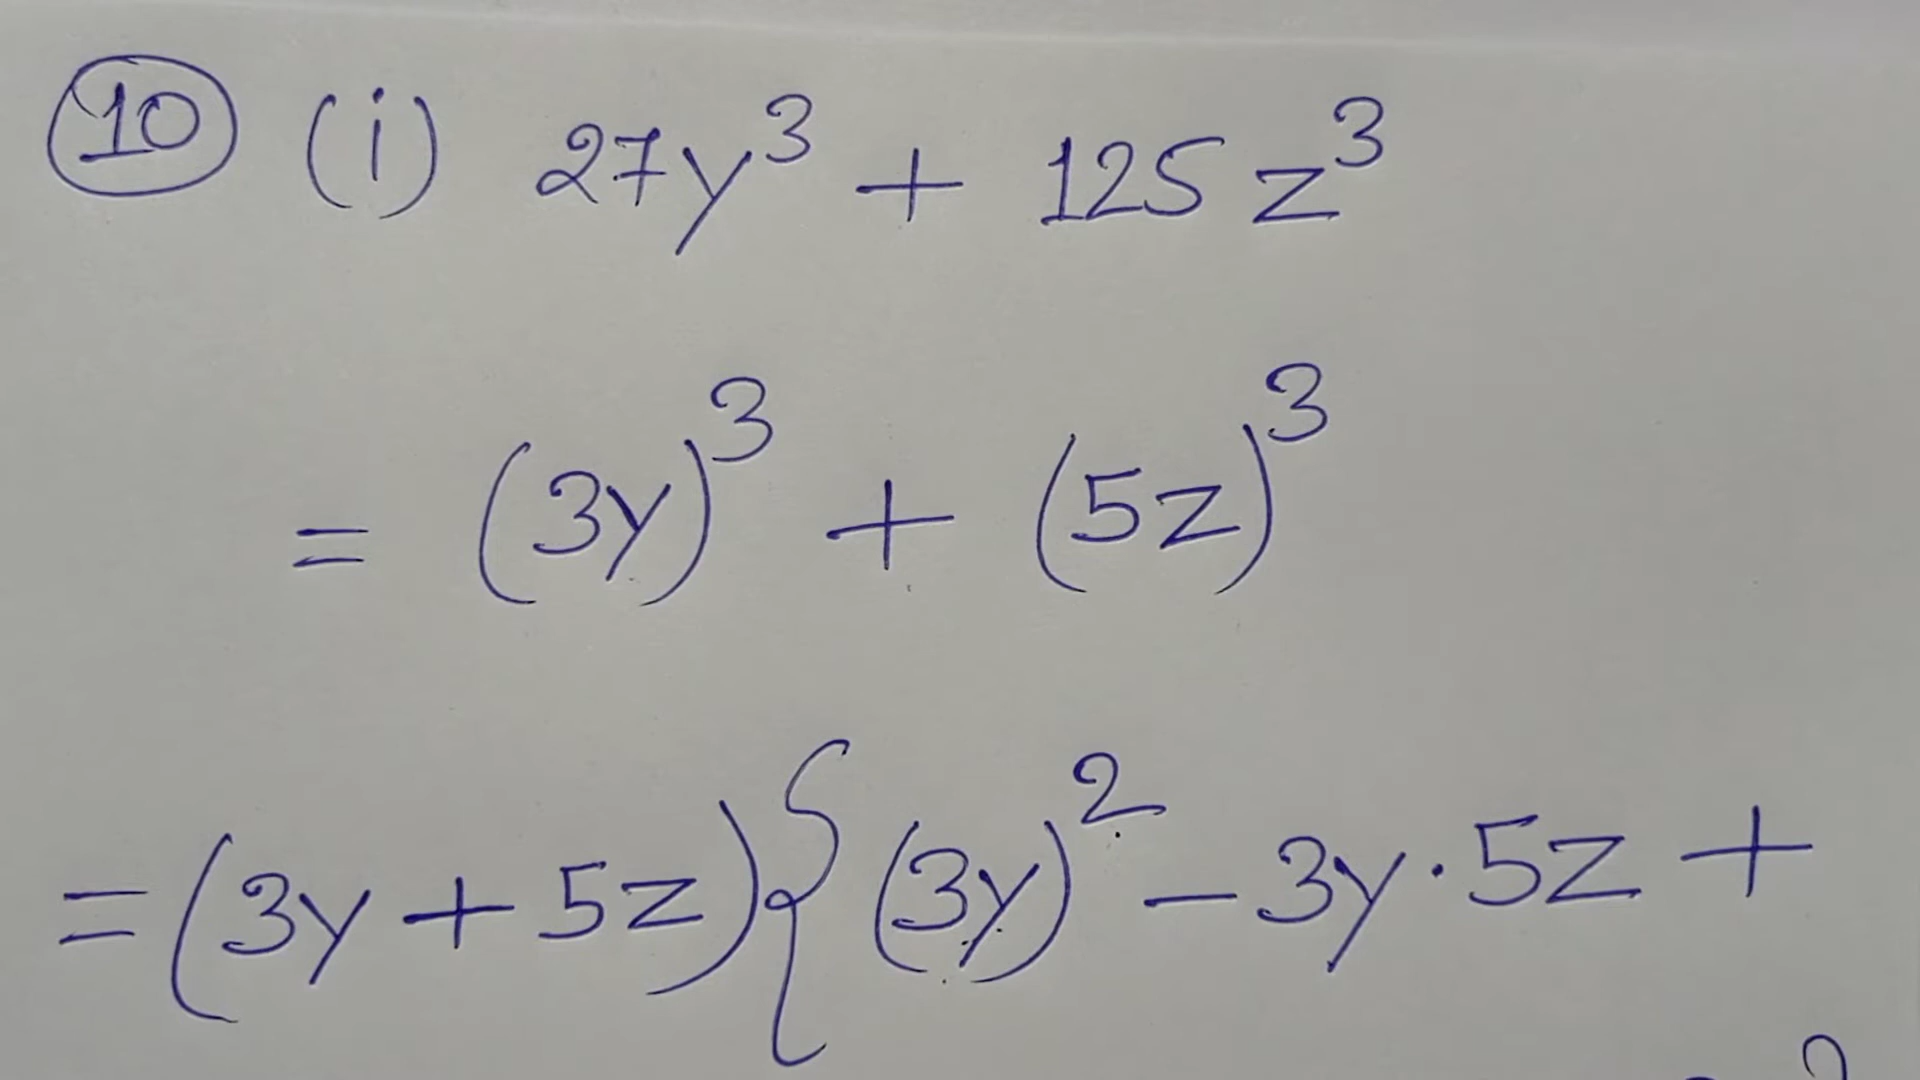 10 (i) 27y³ + 125z³
= (3y)³ + (5z)³
= (3y + 5z){(3y)² - 3y · 5z +